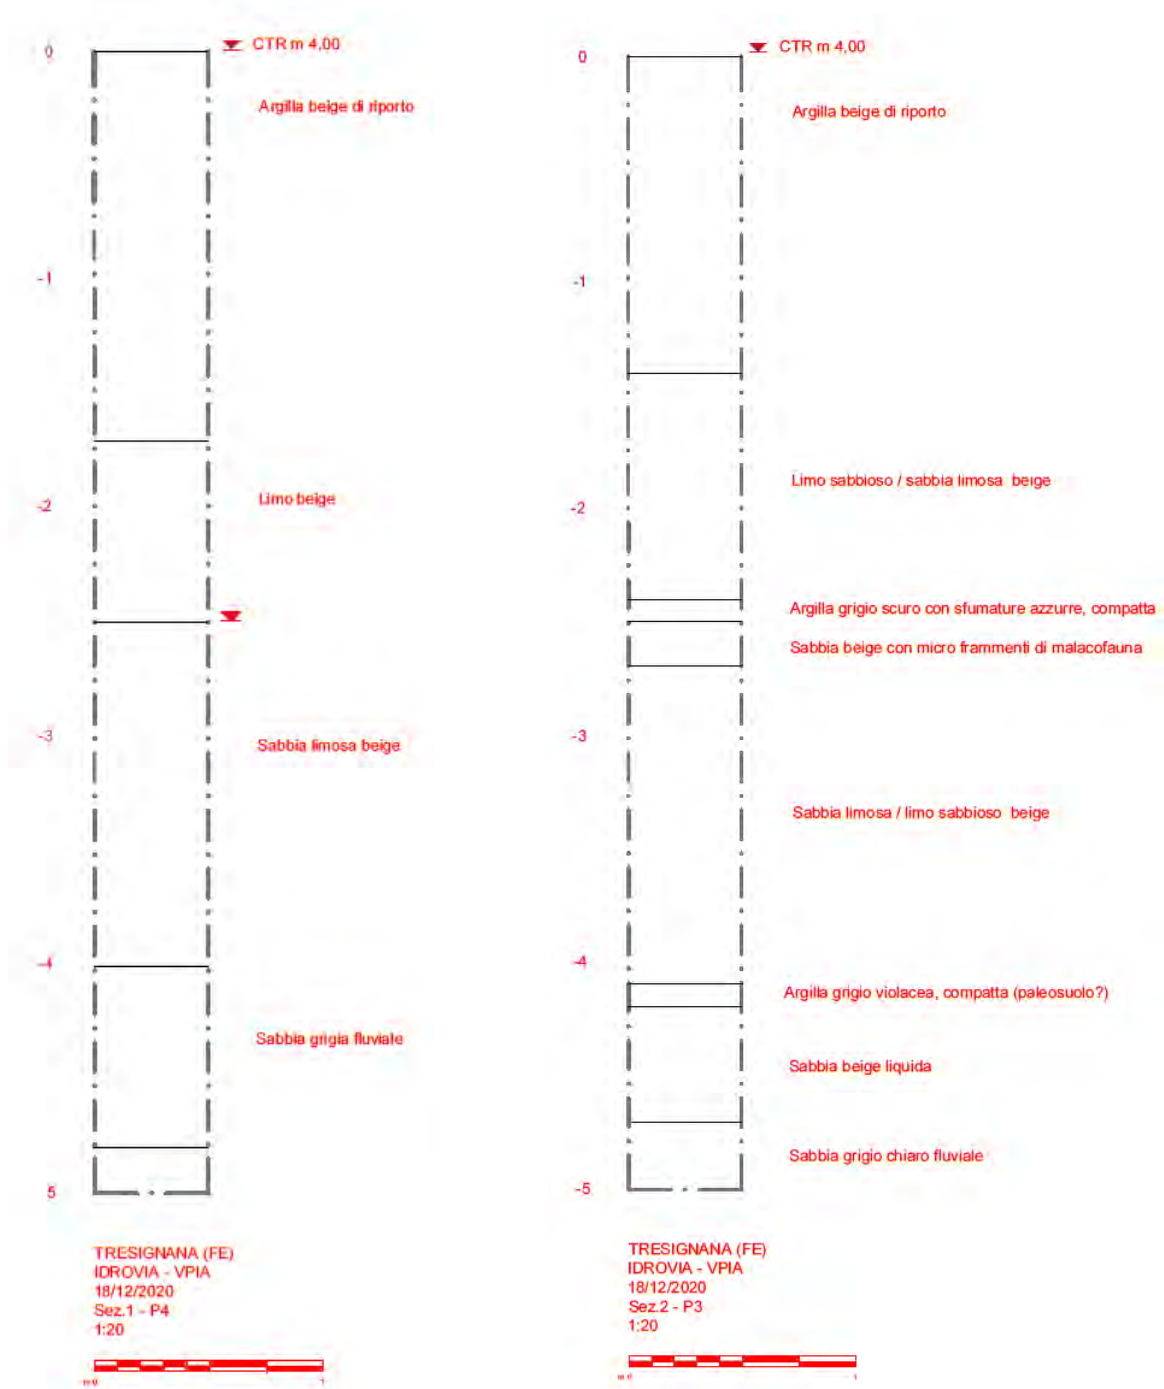 0
CTR m 4,00
Argilla beige di riporto
-1
Limo beige
-2
-3
Sabbia limosa beige
-4
Sabbia grigia fluviale
5
TRESIGNANA (FE)
IDROVIA - VPIA
18/12/2020
Sez.1 - P4
1:20
m 0
1
0
CTR m 4,00
Argilla beige di riporto
-1
Limo sabbioso / sabbia limosa beige
-2
Argilla grigio scuro con sfumature azzurre, compatta
Sabbia beige con micro frammenti di malacofauna
-3
Sabbia limosa / limo sabbioso beige
-4
Argilla grigio violacea, compatta (paleosuolo?)
Sabbia beige liquida
Sabbia grigio chiaro fluviale
-5
TRESIGNANA (FE)
IDROVIA - VPIA
18/12/2020
Sez.2 - P3
1:20
m 0
1